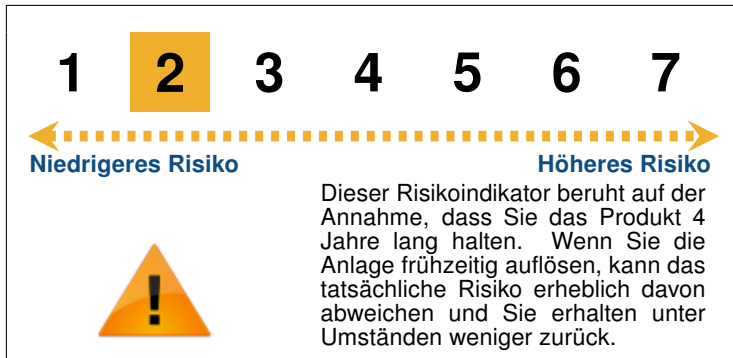 1 2 3 4 5 6 7
Niedrigeres Risiko Höheres Risiko
Dieser Risikoindikator beruht auf der
Annahme, dass Sie das Produkt 4
Jahre lang halten. Wenn Sie die
Anlage frühzeitig auflösen, kann das
tatsächliche Risiko erheblich davon
abweichen und Sie erhalten unter
Umständen weniger zurück.
!